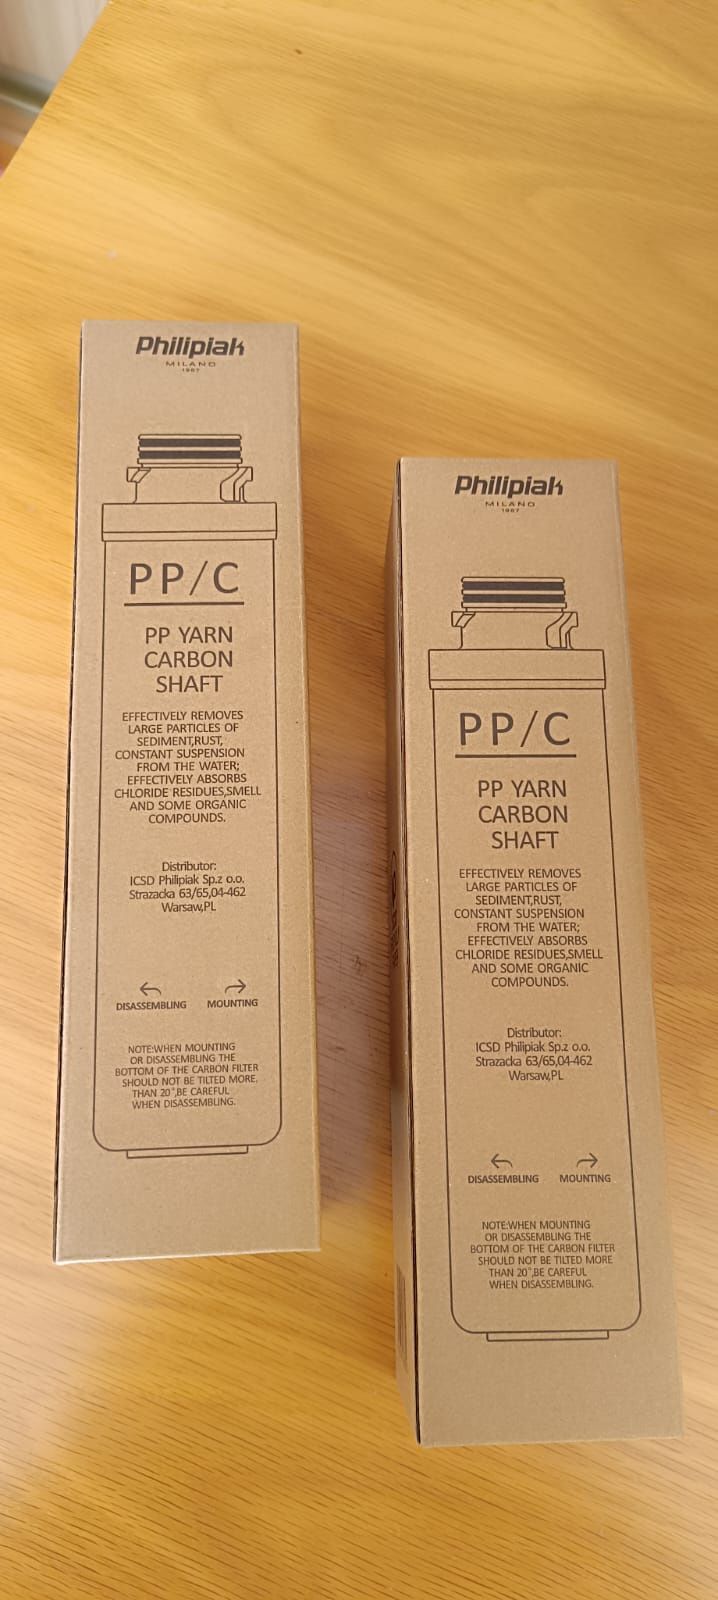 Philipiak
MILANO
1967
PP/C
PP YARN
CARBON
SHAFT
EFFECTIVELY REMOVES
LARGE PARTICLES OF
SEDIMENT,RUST,
CONSTANT SUSPENSION
FROM THE WATER;
EFFECTIVELY ABSORBS
CHLORIDE RESIDUES,SMELL
AND SOME ORGANIC
COMPOUNDS.
Distributor:
ICSD Philipiak Sp.z o.o.
Strazacka 63/65,04-462
Warsaw,PL
DISASSEMBLING MOUNTING
NOTE:WHEN MOUNTING
OR DISASSEMBLING THE
BOTTOM OF THE CARBON FILTER
SHOULD NOT BE TILTED MORE.
THAN 20°,BE CAREFUL
WHEN DISASSEMBLING.
Philipiak
MILANO
1967
PP/C
PP YARN
CARBON
SHAFT
EFFECTIVELY REMOVES
LARGE PARTICLES OF
SEDIMENT,RUST,
CONSTANT SUSPENSION
FROM THE WATER;
EFFECTIVELY ABSORBS
CHLORIDE RESIDUES,SMELL
AND SOME ORGANIC
COMPOUNDS.
Distributor:
ICSD Philipiak Sp.z o.o.
Strazacka 63/65,04-462
Warsaw,PL
DISASSEMBLING MOUNTING
NOTE:WHEN MOUNTING
OR DISASSEMBLING THE
BOTTOM OF THE CARBON FILTER
SHOULD NOT BE TILTED MORE
THAN 20°,BE CAREFUL
WHEN DISASSEMBLING.